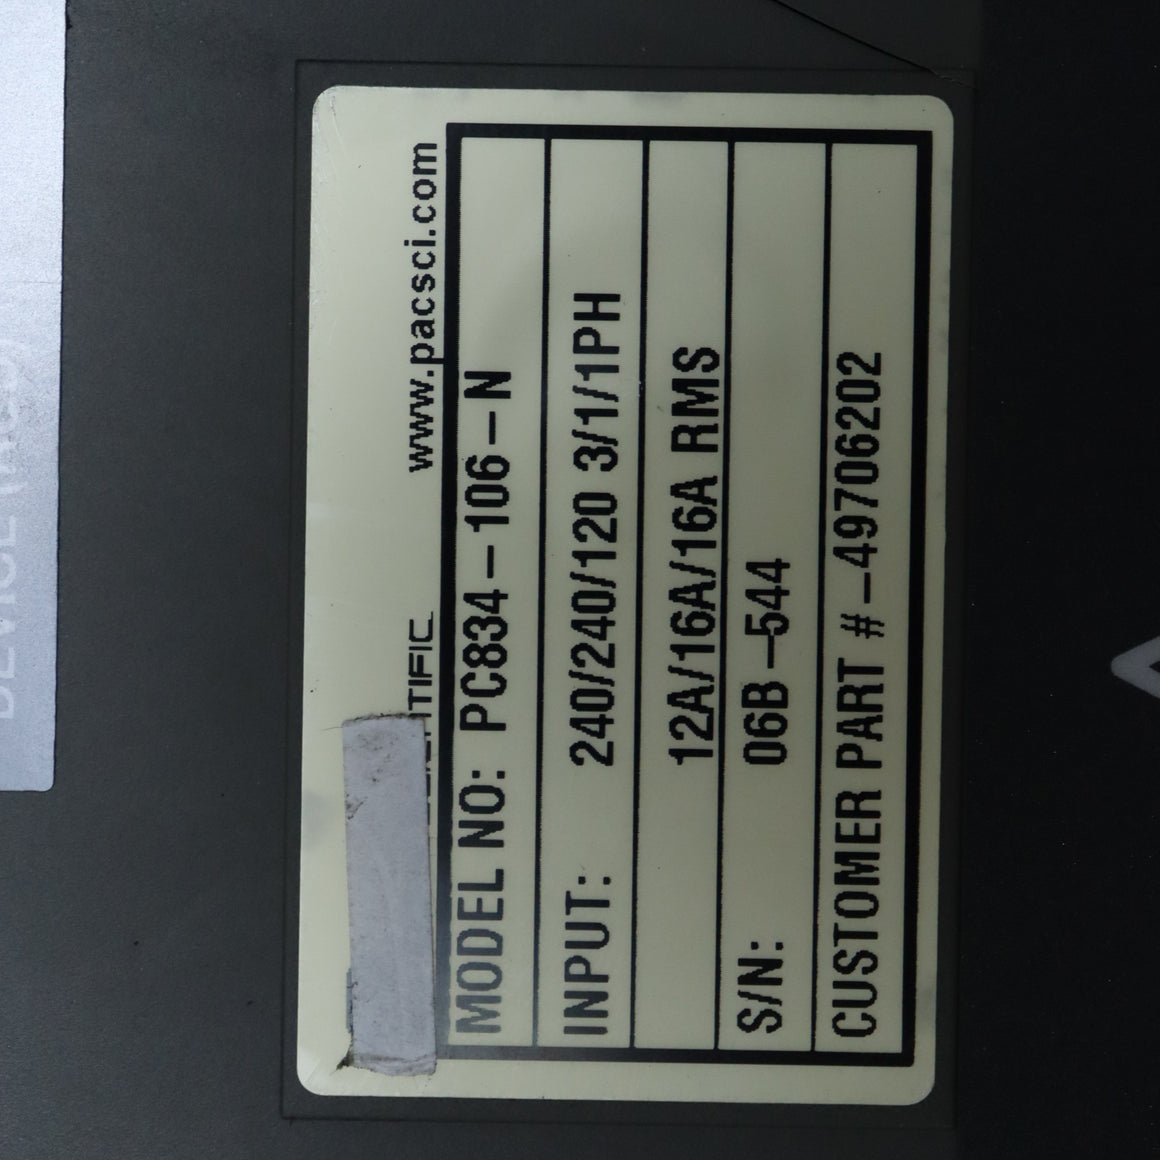 www.pacsci.com
MODEL NO: PC834-106-N
INPUT: 240/240/120 3/1/1PH
12A/16A/16A RMS
S/N: 06B-544
CUSTOMER PART #-49706202